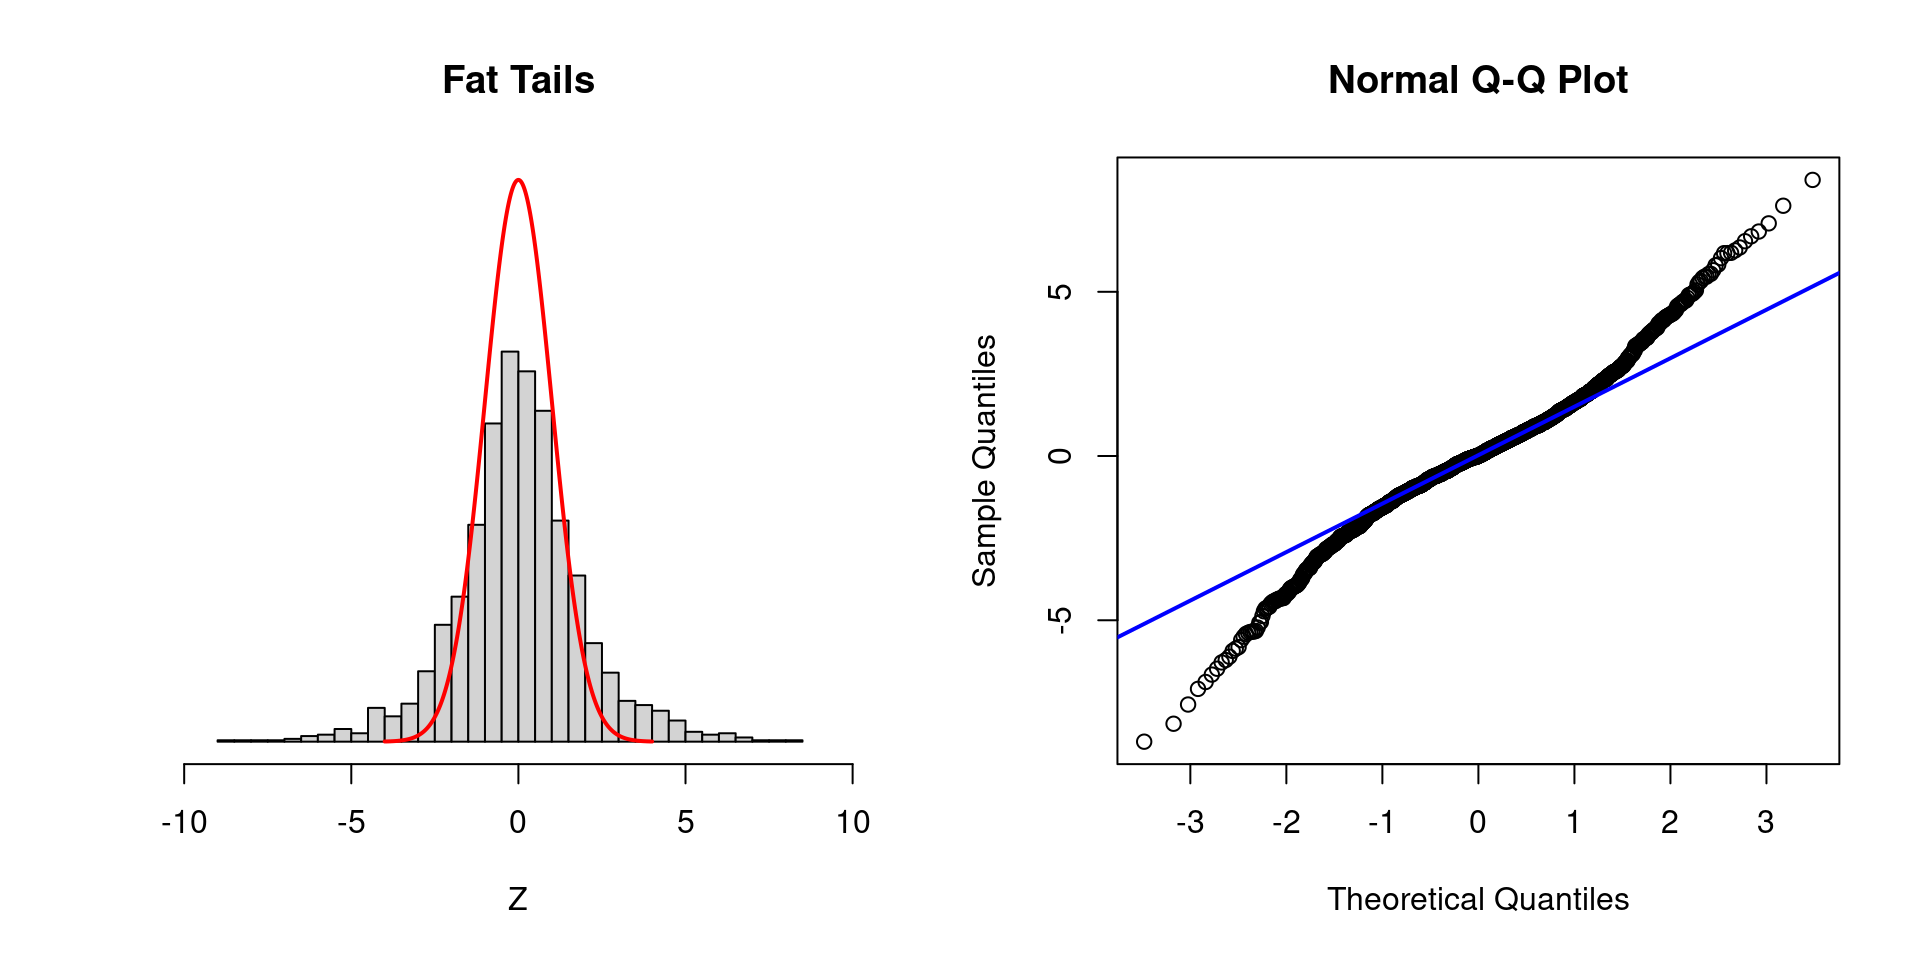 Fat Tails
-10 -5 0 5 10
Z
Normal Q-Q Plot
Sample Quantiles
5
0
-5
-3 -2 -1 0 1 2 3
Theoretical Quantiles